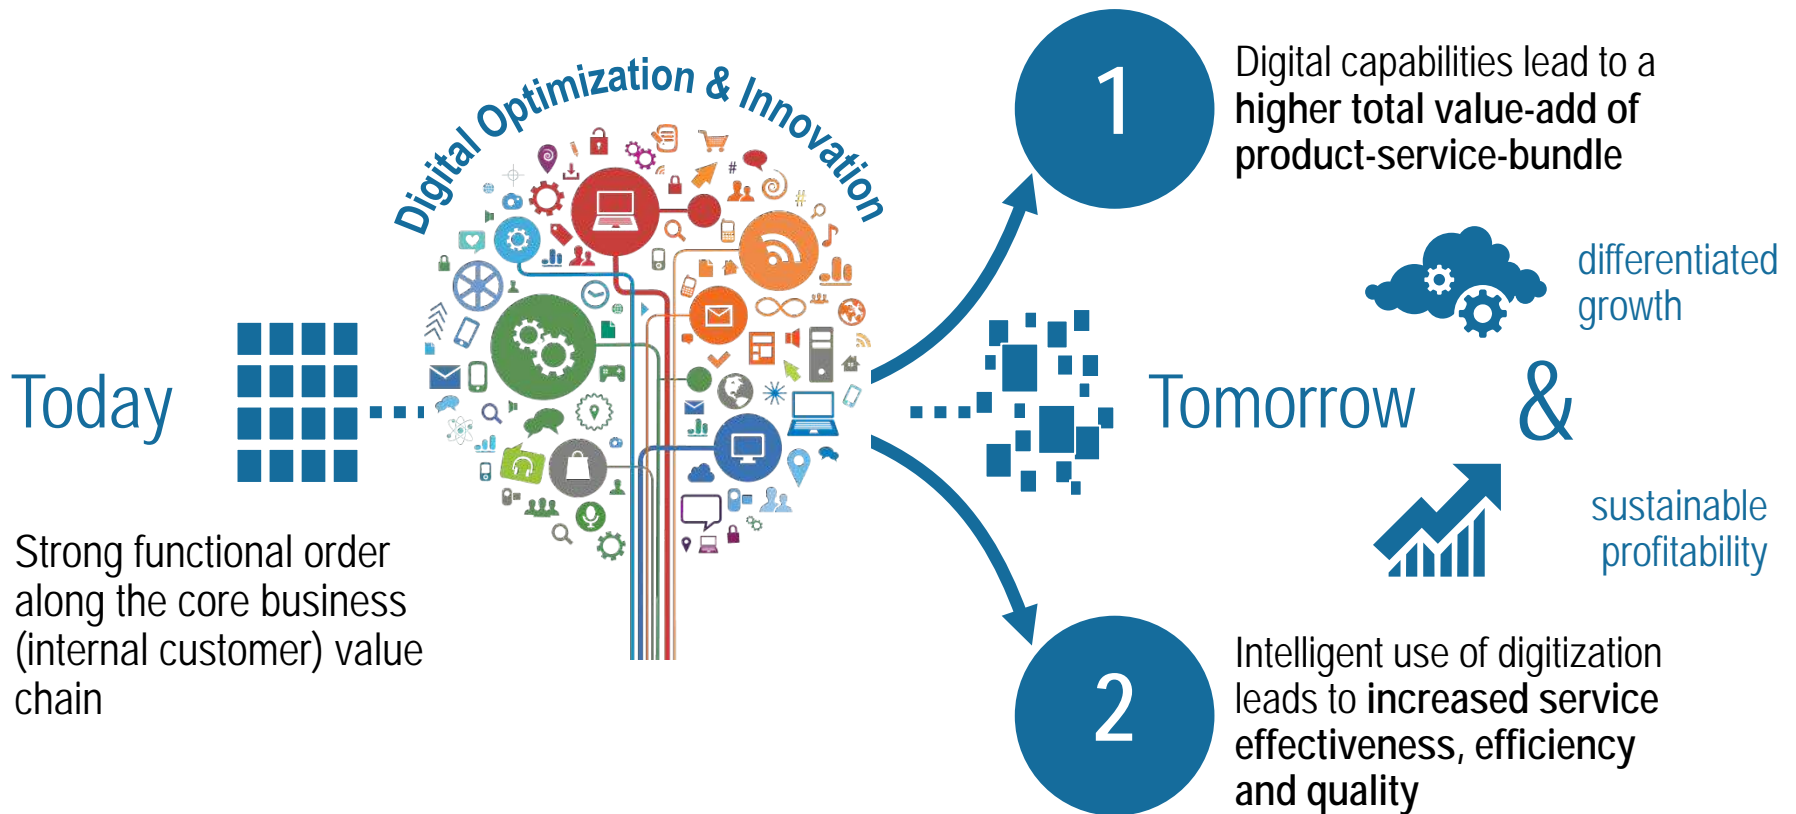 Digital Optimization & Innovation
Today
Strong functional order
along the core business
(internal customer) value
chain
1
Digital capabilities lead to a
higher total value-add of
product-service-bundle
Tomorrow
differentiated
growth
&
sustainable
profitability
2
Intelligent use of digitization
leads to increased service
effectiveness, efficiency
and quality